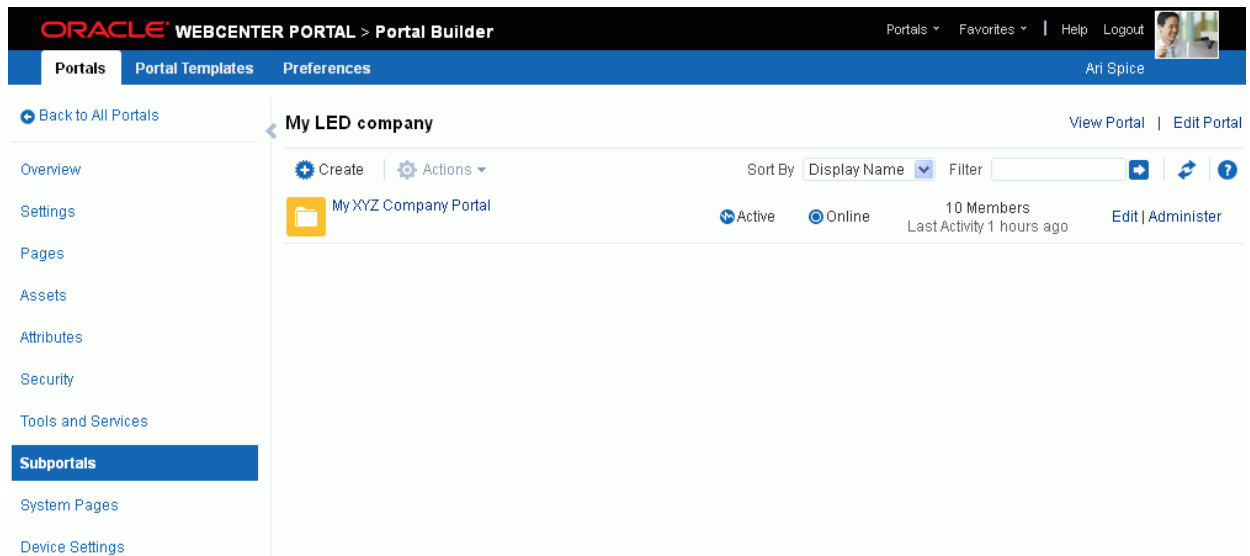 ORACLE WEBCENTER PORTAL > Portal Builder
Portals Favorites | Help Logout
Portals Portal Templates Preferences
Ari Spice
Back to All Portals
My LED company
View Portal | Edit Portal
Overview
Create Actions
Sort By Display Name Filter
Settings
My XYZ Company Portal
Active Online
10 Members
Last Activity 1 hours ago
Edit | Administer
Pages
Assets
Attributes
Security
Tools and Services
Subportals
System Pages
Device Settings